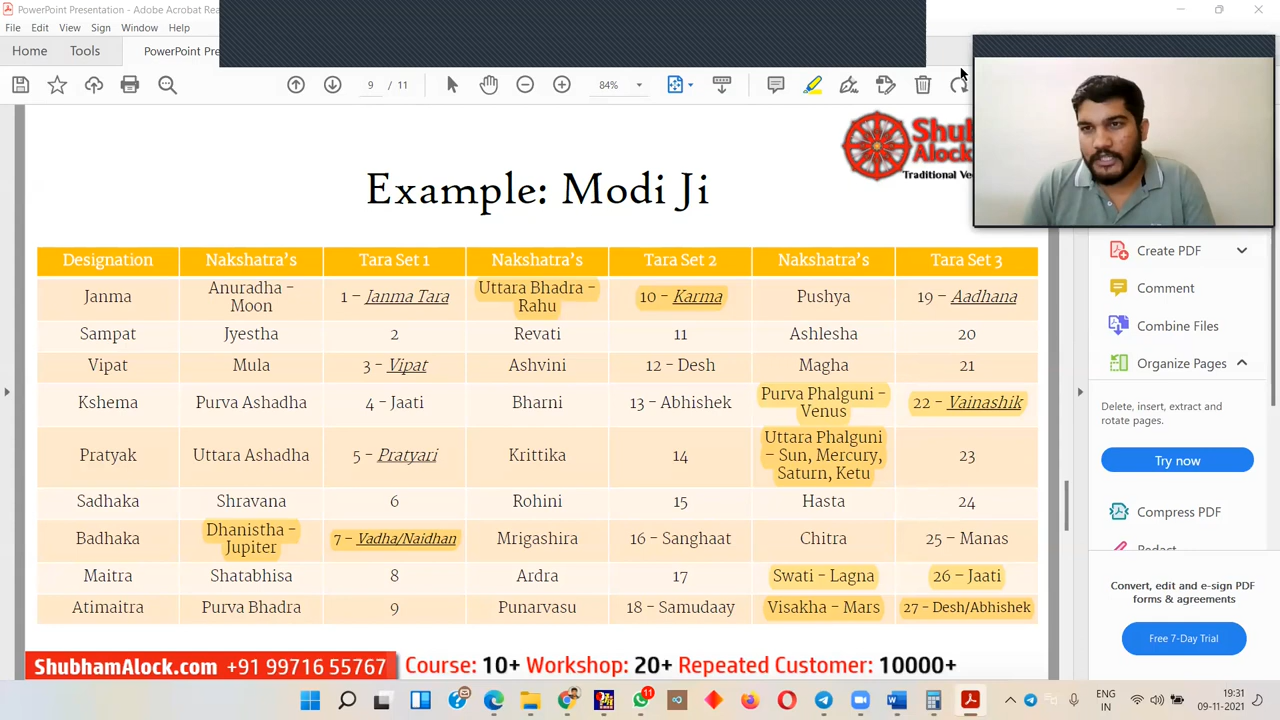 PowerPoint Presentation - Adobe Acrobat Rea
File Edit View Sign Window Help
Home Tools PowerPoint Pre
9 / 11 84%
Shub
Alock
Traditional Ve
Example: Modi Ji
Designation Nakshatra's Tara Set 1 Nakshatra's Tara Set 2 Nakshatra's Tara Set 3
Janma Anuradha - Moon 1 – Janma Tara Uttara Bhadra - Rahu 10 - Karma Pushya 19 – Aadhana
Sampat Jyestha 2 Revati 11 Ashlesha 20
Vipat Mula 3 – Vipat Ashvini 12 – Desh Magha 21
Kshema Purva Ashadha 4 – Jaati Bharni 13 – Abhishek Purva Phalguni - Venus 22 – Vainashik
Pratyak Uttara Ashadha 5 - Pratyari Krittika 14 Uttara Phalguni – Sun, Mercury, Saturn, Ketu 23
Sadhaka Shravana 6 Rohini 15 Hasta 24
Badhaka Dhanistha - Jupiter 7 – Vadha/Naidhan Mrigashira 16 – Sanghaat Chitra 25 – Manas
Maitra Shatabhisa 8 Ardra 17 Swati - Lagna 26 – Jaati
Atimaitra Purva Bhadra 9 Punarvasu 18 – Samudaay Visakha - Mars 27 - Desh/Abhishek
ShubhamAlock.com +91 99716 55767 Course: 10+ Workshop: 20+ Repeated Customer: 10000+
Create PDF
Comment
Combine Files
Organize Pages
Delete, insert, extract and
rotate pages.
Try now
Compress PDF
Redact
Convert, edit and e-sign PDF
forms & agreements
Free 7-Day Trial
11
ENG
IN
19:31
09-11-2021